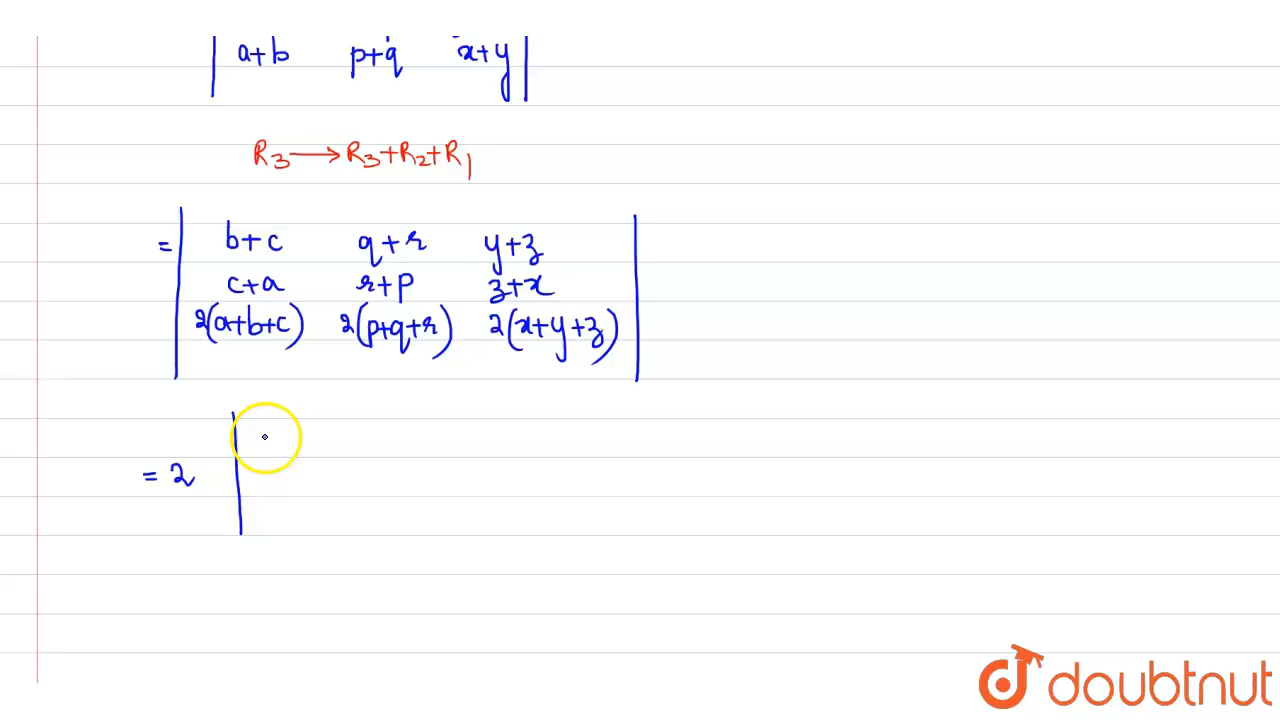 a+b p+q x+y
R3 → R3+R2+R1
= b+c q+r y+z
c+a r+p z+x
2(a+b+c) 2(p+q+r) 2(x+y+z)
= 2
doubtnut